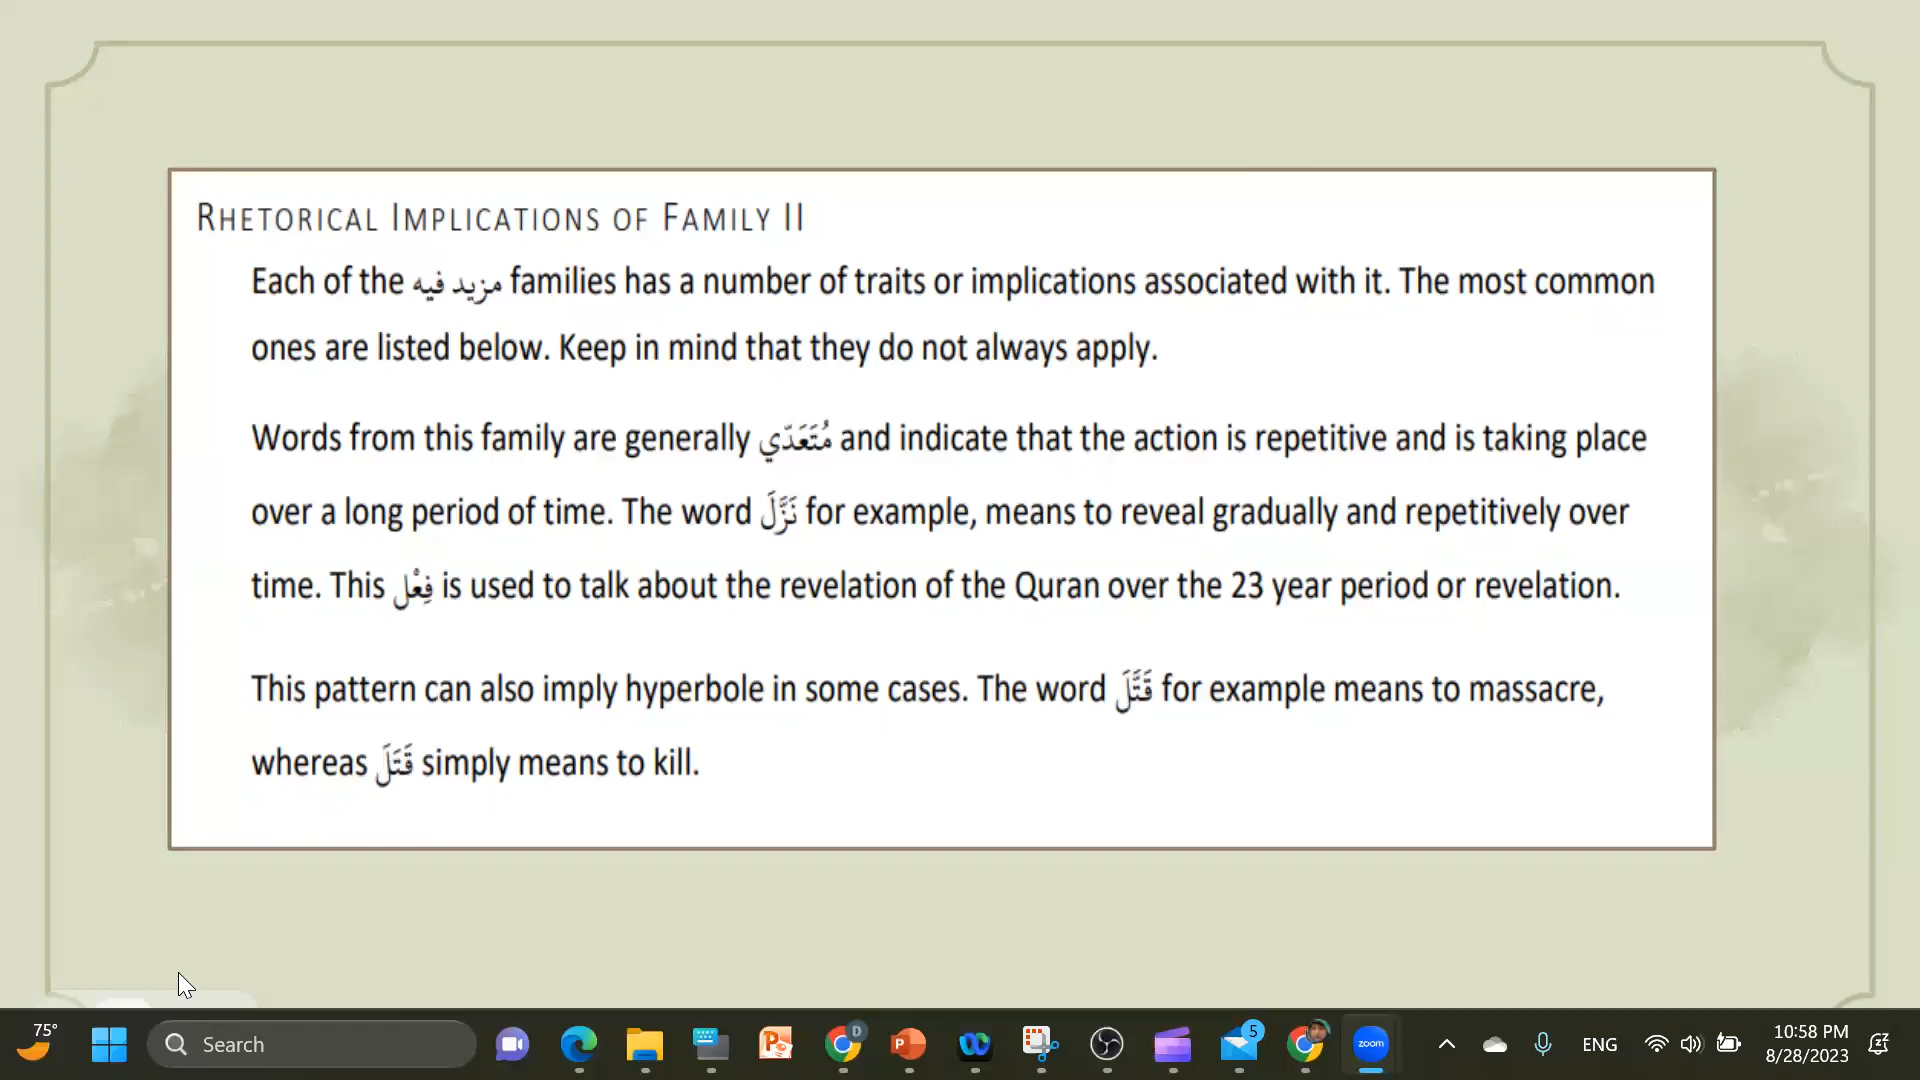 RHETORICAL IMPLICATIONS OF FAMILY II
Each of the مزيد فيه families has a number of traits or implications associated with it. The most common
ones are listed below. Keep in mind that they do not always apply.
Words from this family are generally مُتَعَدّي and indicate that the action is repetitive and is taking place
over a long period of time. The word نَزَّلَ for example, means to reveal gradually and repetitively over
time. This فِعْل is used to talk about the revelation of the Quran over the 23 year period or revelation.
This pattern can also imply hyperbole in some cases. The word قَتَّلَ for example means to massacre,
whereas قَتَلَ simply means to kill.
75°
Search
D
5
zoom
ENG
10:58 PM
8/28/2023